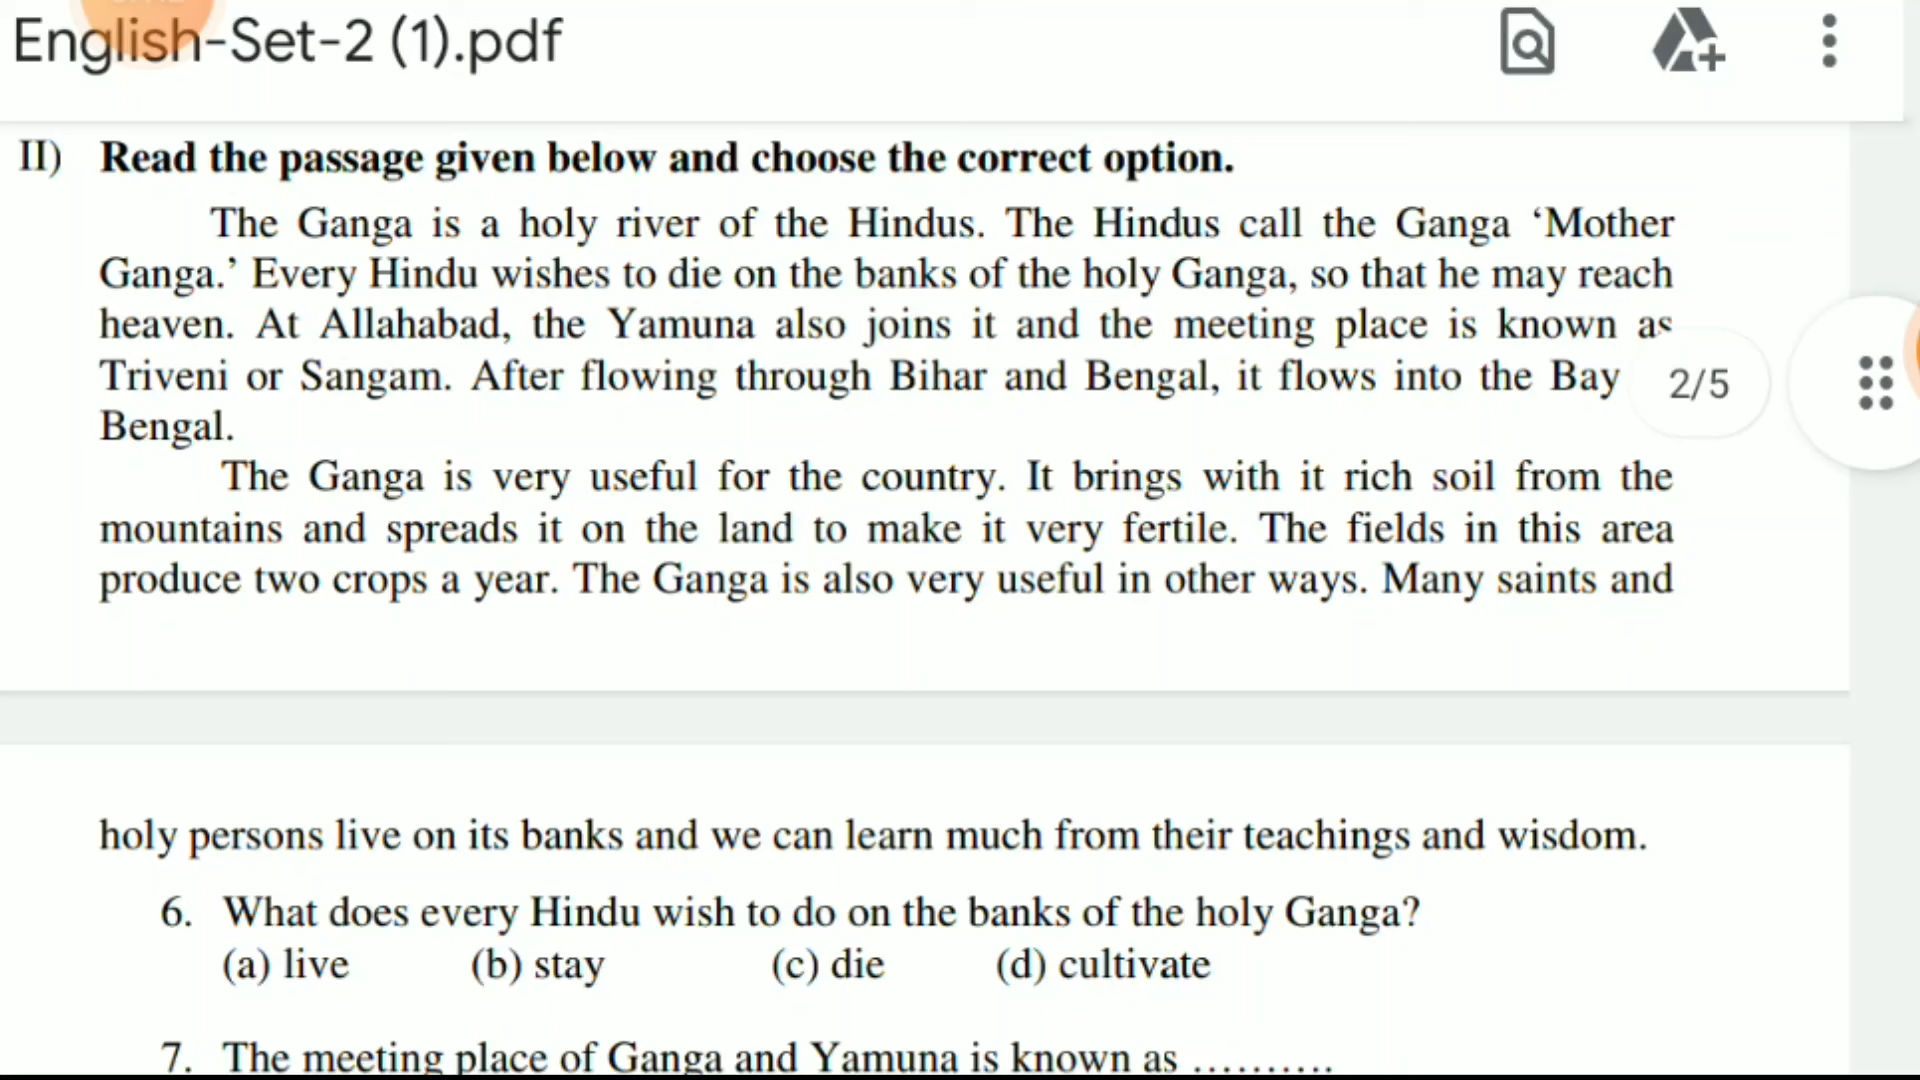 English-Set-2 (1).pdf
II) Read the passage given below and choose the correct option.
The Ganga is a holy river of the Hindus. The Hindus call the Ganga ‘Mother
Ganga.’ Every Hindu wishes to die on the banks of the holy Ganga, so that he may reach
heaven. At Allahabad, the Yamuna also joins it and the meeting place is known as
Triveni or Sangam. After flowing through Bihar and Bengal, it flows into the Bay
2/5
Bengal.
The Ganga is very useful for the country. It brings with it rich soil from the
mountains and spreads it on the land to make it very fertile. The fields in this area
produce two crops a year. The Ganga is also very useful in other ways. Many saints and
holy persons live on its banks and we can learn much from their teachings and wisdom.
6. What does every Hindu wish to do on the banks of the holy Ganga?
(a) live (b) stay (c) die (d) cultivate
7. The meeting place of Ganga and Yamuna is known as ..........